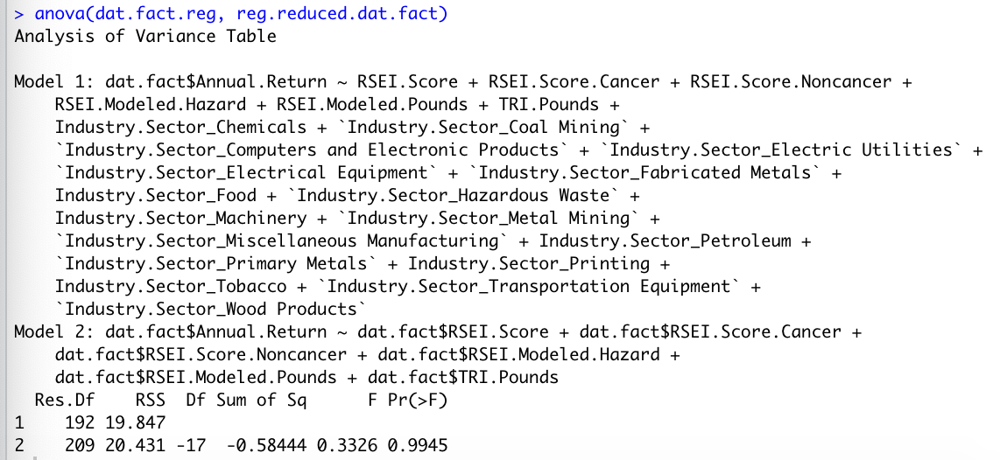 > anova(dat.fact.reg, reg.reduced.dat.fact)
Analysis of Variance Table
Model 1: dat.fact$Annual.Return ~ RSEI.Score + RSEI.Score.Cancer + RSEI.Score.Noncancer +
RSEI.Modeled.Hazard + RSEI.Modeled.Pounds + TRI.Pounds +
Industry.Sector_Chemicals + `Industry.Sector_Coal Mining` +
`Industry.Sector_Computers and Electronic Products` + `Industry.Sector_Electric Utilities` +
`Industry.Sector_Electrical Equipment` + `Industry.Sector_Fabricated Metals` +
Industry.Sector_Food + `Industry.Sector_Hazardous Waste` +
Industry.Sector_Machinery + `Industry.Sector_Metal Mining` +
`Industry.Sector_Miscellaneous Manufacturing` + Industry.Sector_Petroleum +
`Industry.Sector_Primary Metals` + Industry.Sector_Printing +
Industry.Sector_Tobacco + `Industry.Sector_Transportation Equipment` +
`Industry.Sector_Wood Products`
Model 2: dat.fact$Annual.Return ~ dat.fact$RSEI.Score + dat.fact$RSEI.Score.Cancer +
dat.fact$RSEI.Score.Noncancer + dat.fact$RSEI.Modeled.Hazard +
dat.fact$RSEI.Modeled.Pounds + dat.fact$TRI.Pounds
Res.Df RSS Df Sum of Sq F Pr(>F)
1 192 19.847
2 209 20.431 -17 -0.58444 0.3326 0.9945